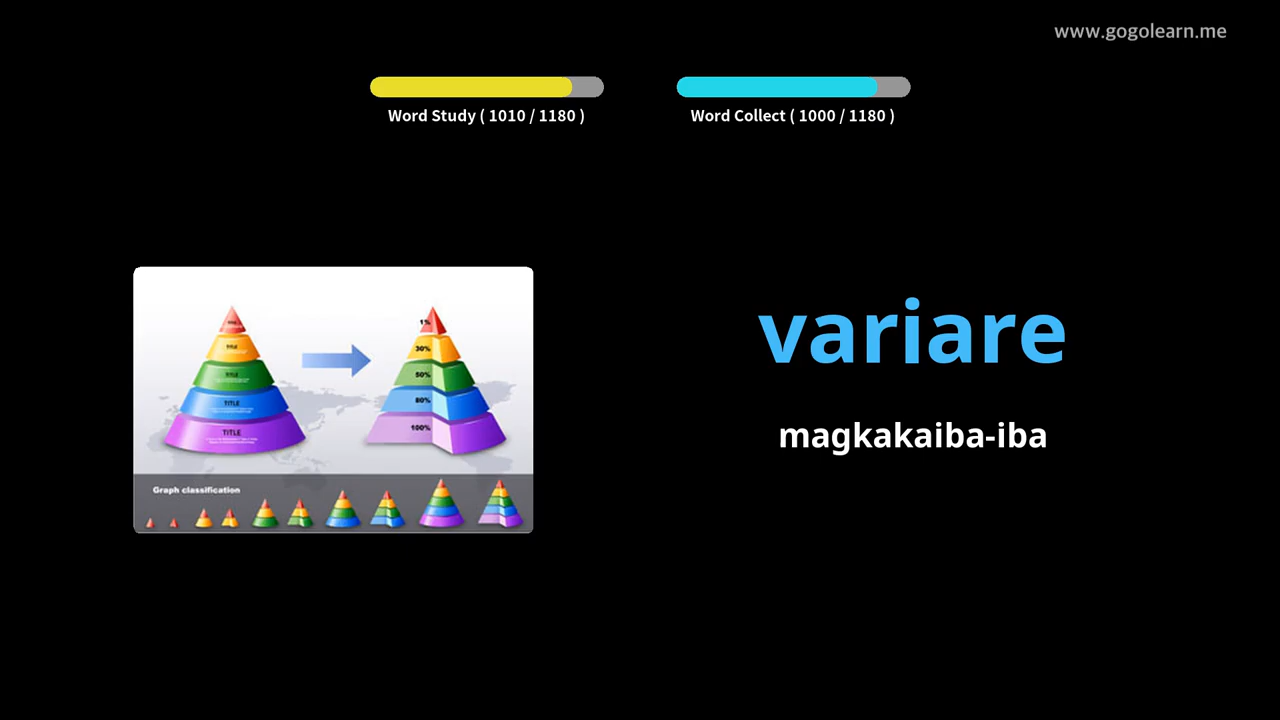 www.gogolearn.me
Word Study ( 1010 / 1180 )
Word Collect ( 1000 / 1180 )
variare
magkakaiba-iba
TITLE
TITLE
TITLE
TITLE
1%
30%
50%
80%
100%
Graph classification